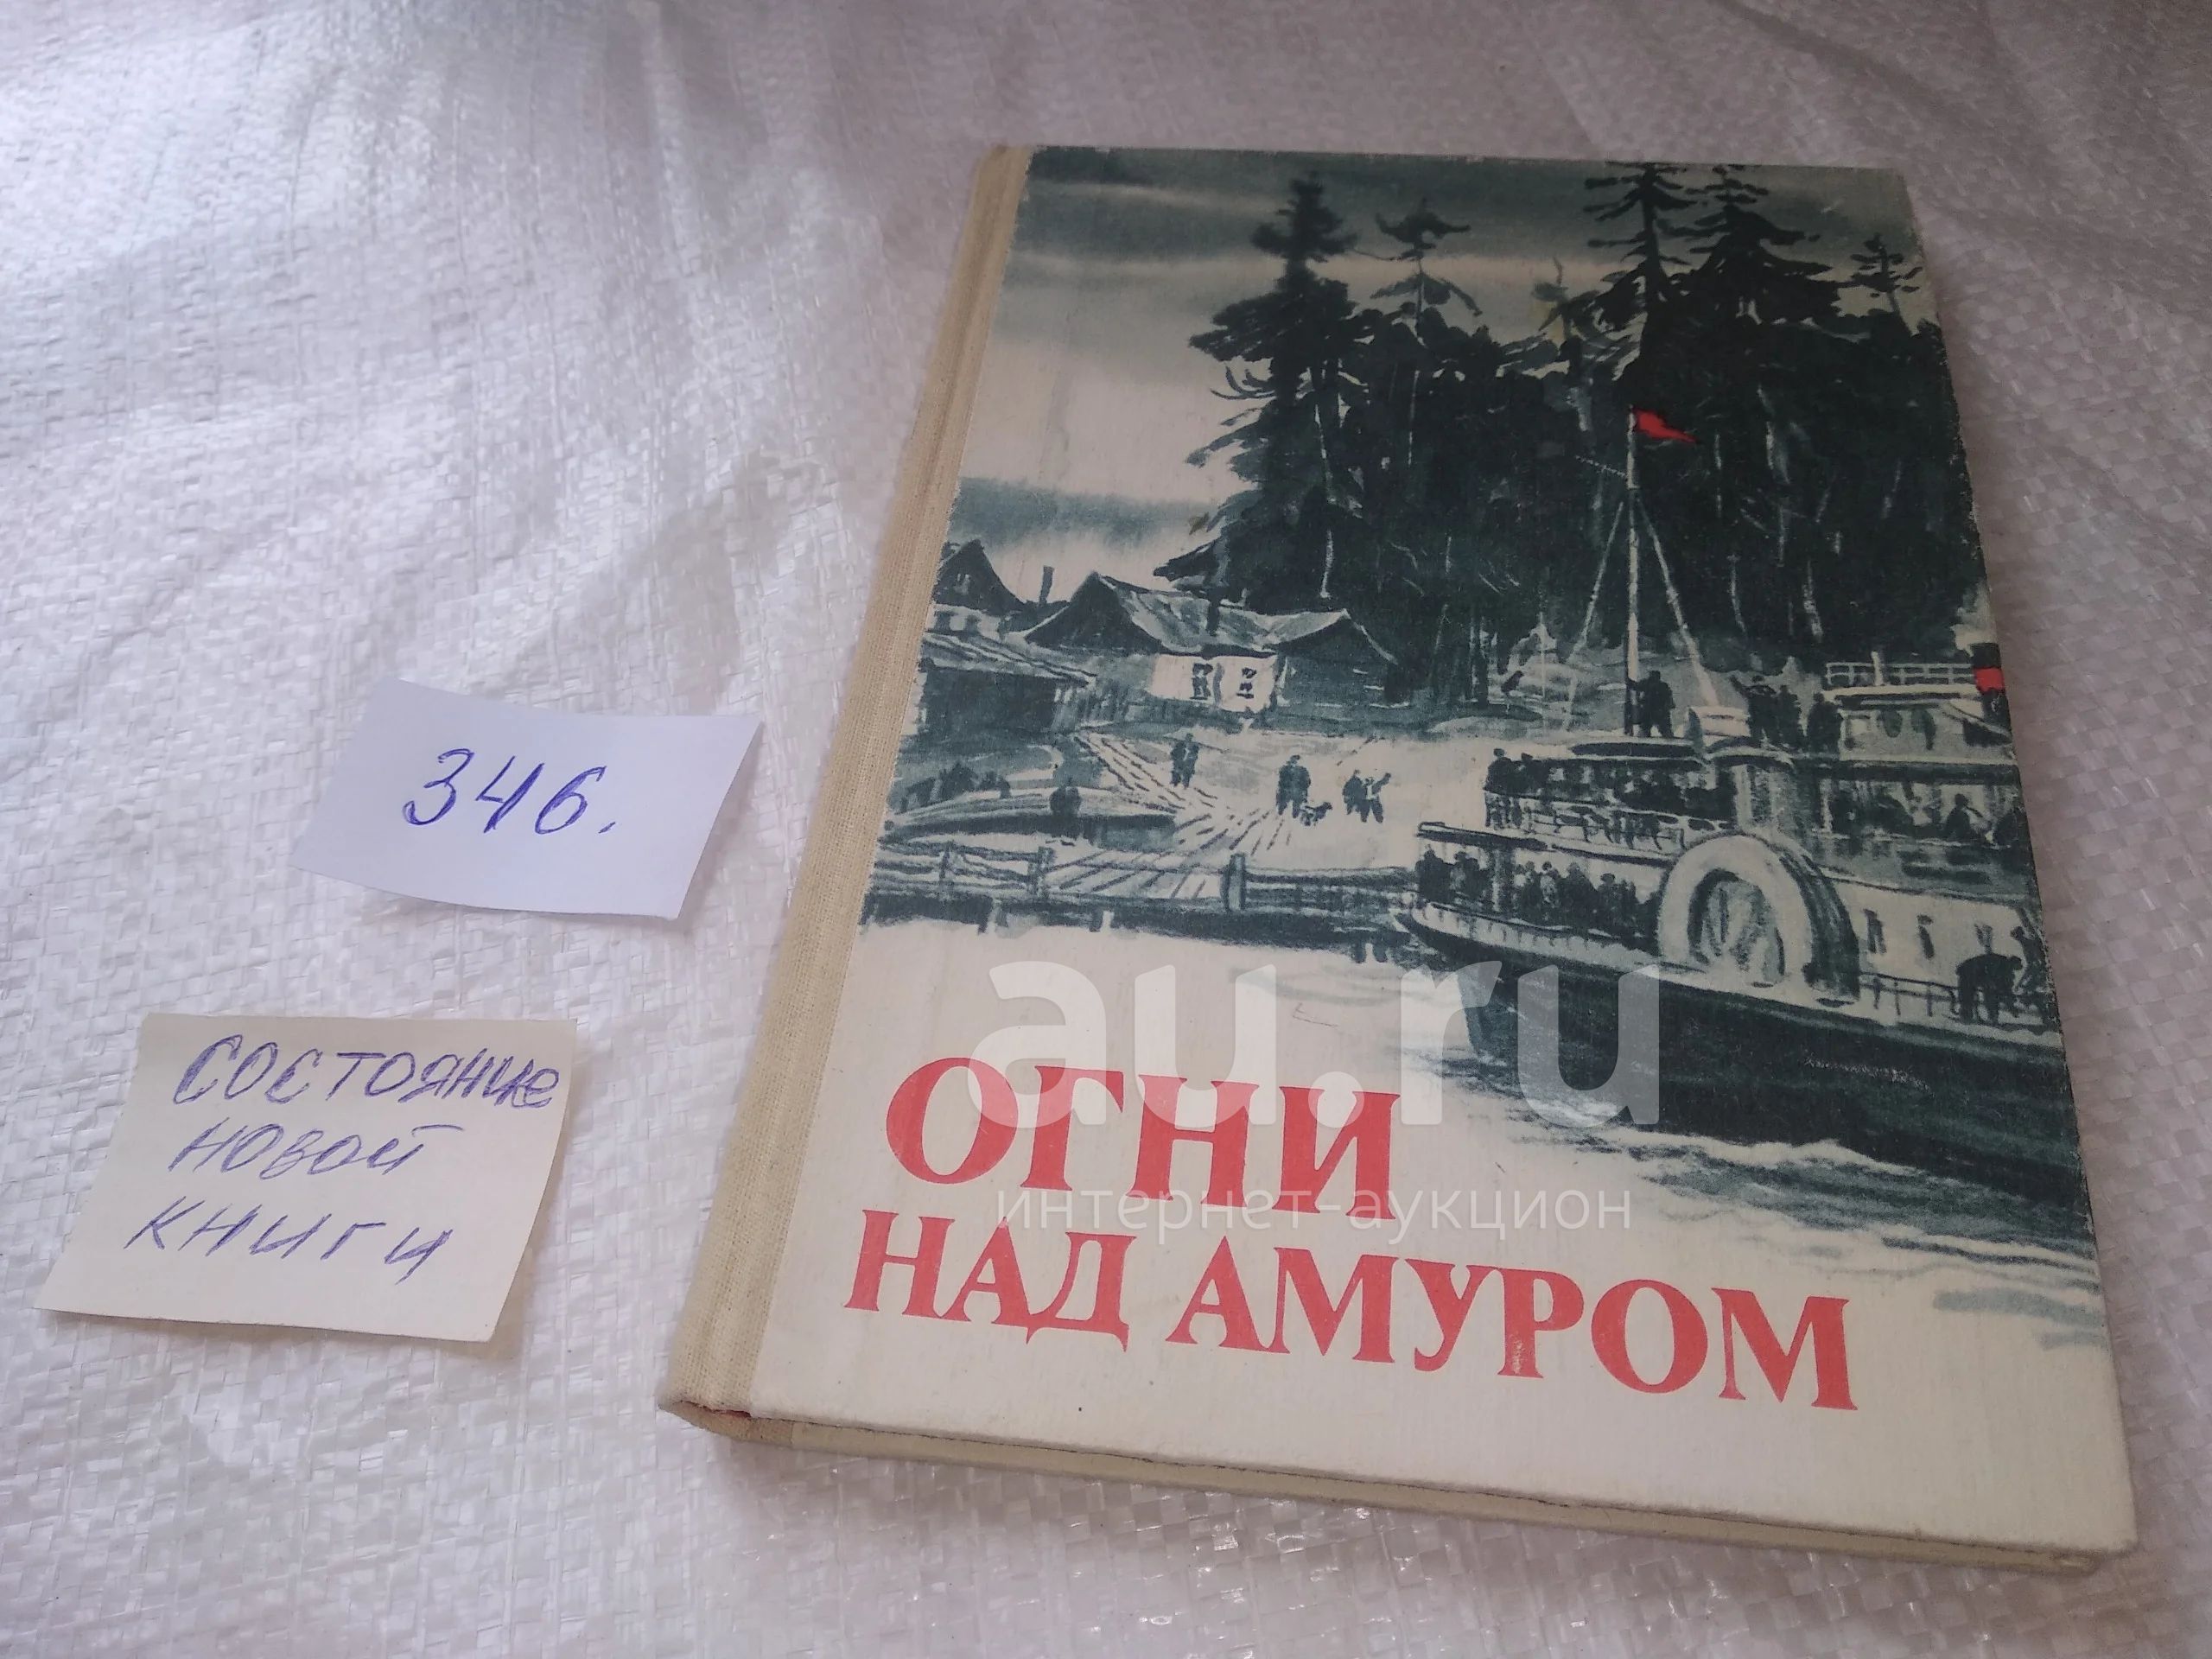 346.
состояние
новой
книги
ОГНИ
НАД АМУРОМ
au.ru
интернет-аукцион